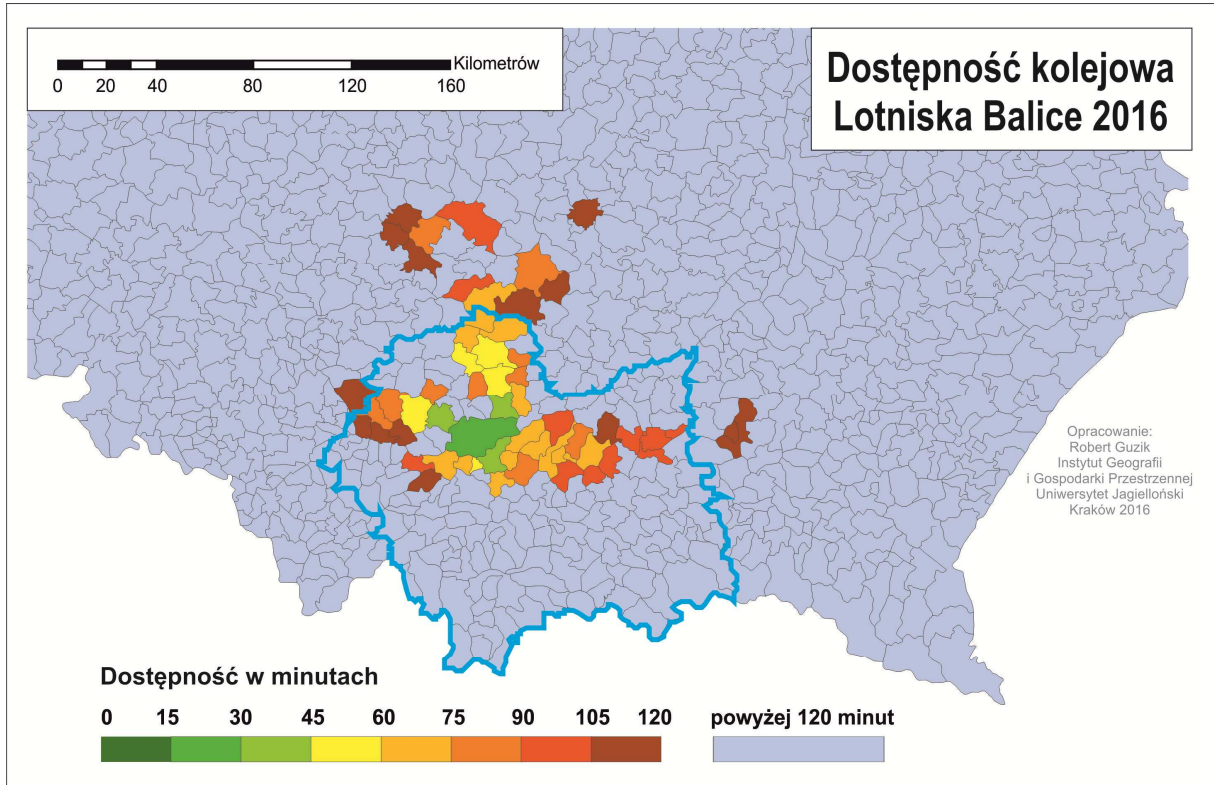 Kilometrów
0 20 40 80 120 160
Dostępność kolejowa
Lotniska Balice 2016
Opracowanie:
Robert Guzik
Instytut Geografii
i Gospodarki Przestrzennej
Uniwersytet Jagielloński
Kraków 2016
Dostępność w minutach
0 15 30 45 60 75 90 105 120 powyżej 120 minut